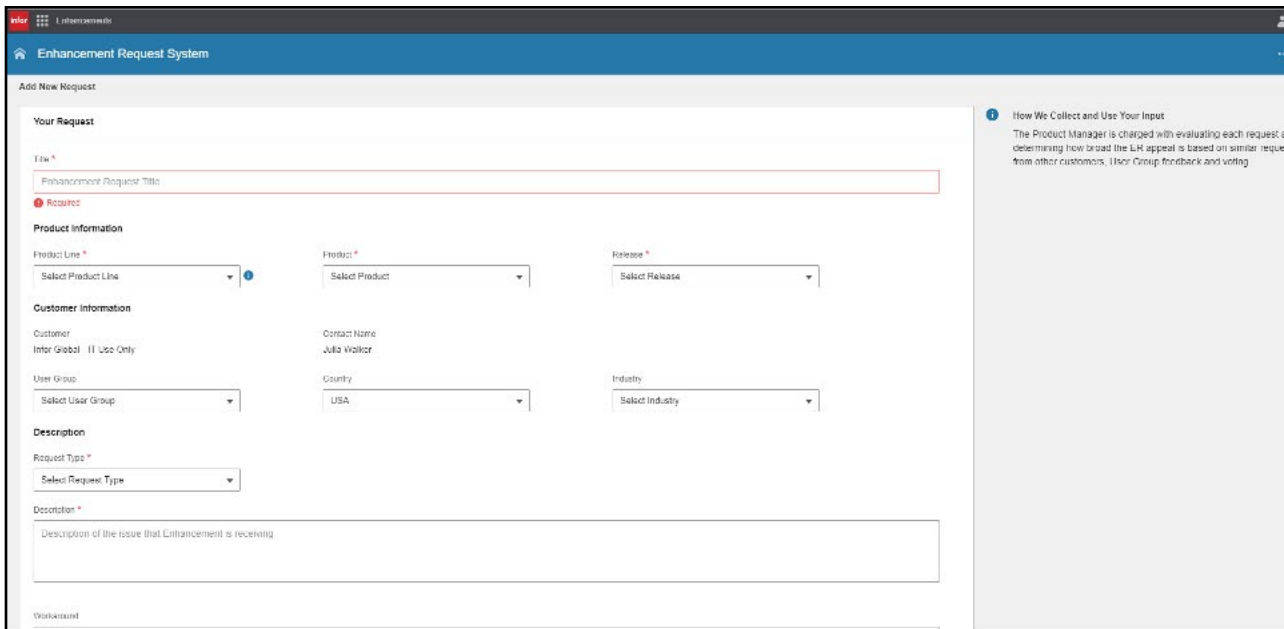 infor Enhancements
Enhancement Request System
Add New Request
Your Request
Title *
Enhancement Request Title
Required
Product Information
Product Line * Product * Release *
Select Product Line Select Product Select Release
Customer Information
Customer Contact Name
Infor Global IT Use Only Julia Walker
User Group Country Industry
Select User Group USA Select Industry
Description
Request Type *
Select Request Type
Description *
Description of the issue that Enhancement is receiving
Workaround
How We Collect and Use Your Input
The Product Manager is charged with evaluating each request a
determining how broad the ER appeal is based on similar reque
from other customers, User Group feedback and voting